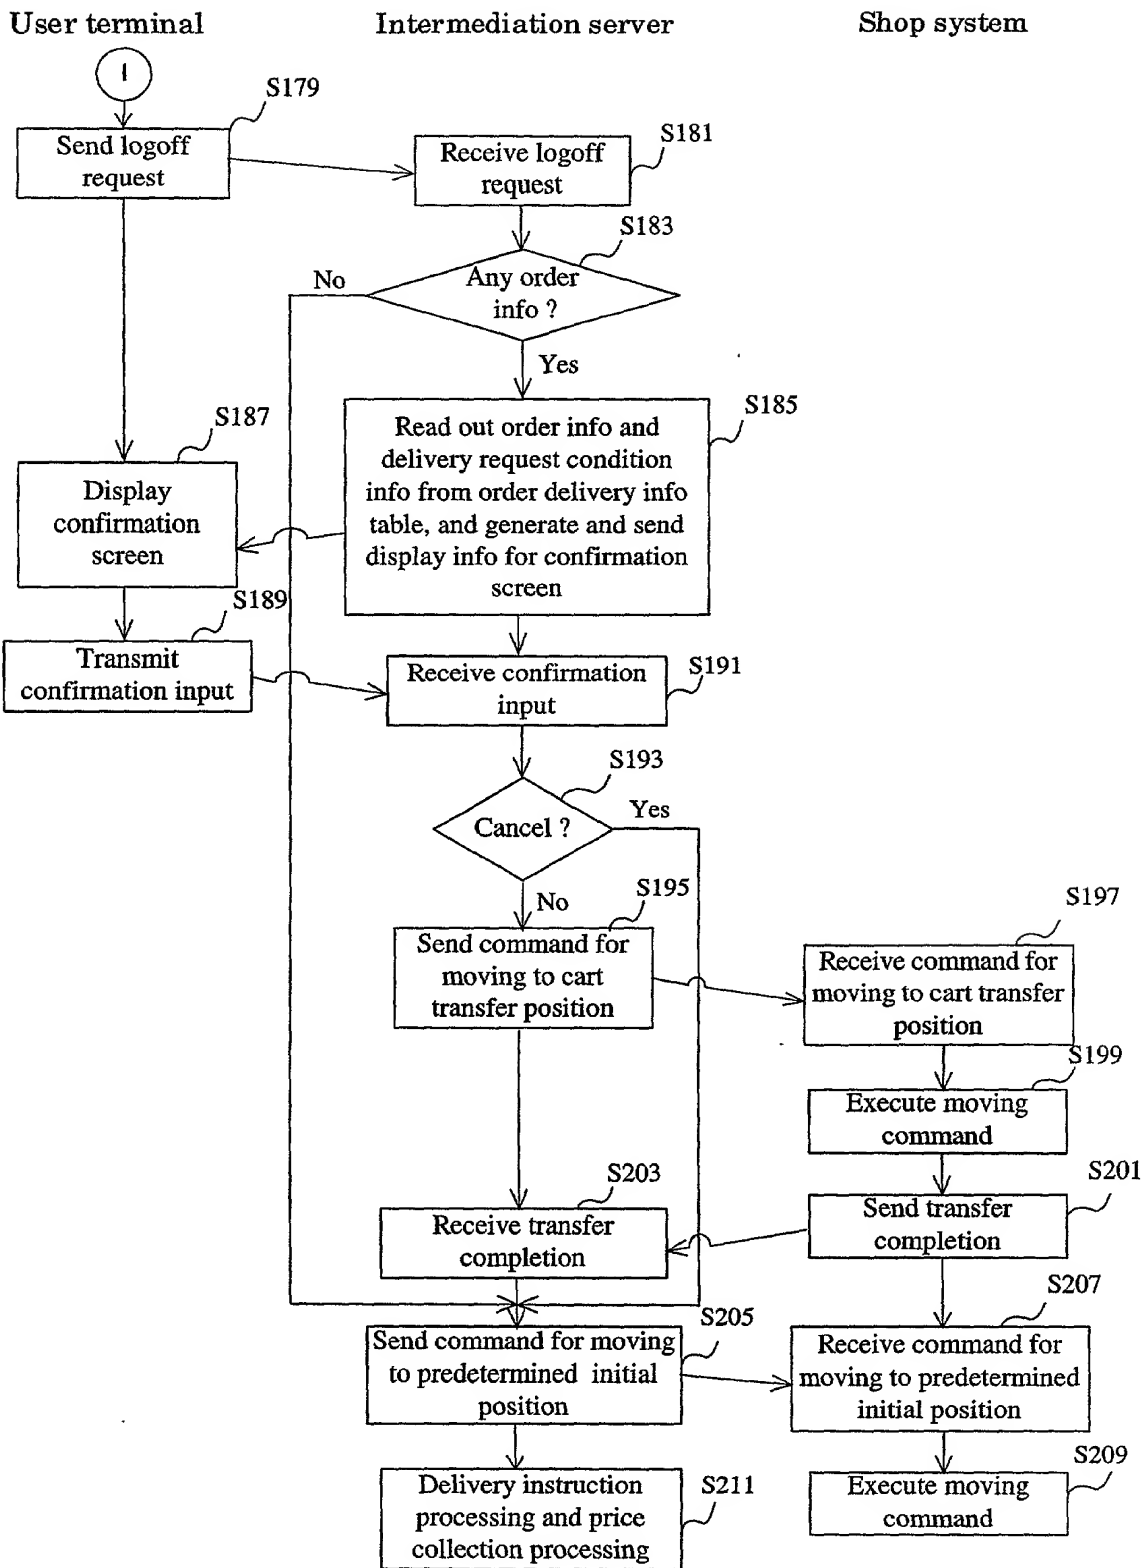 User terminal
Intermediation server
Shop system
1
S179
Send logoff
request
S181
Receive logoff
request
S183
Any order
info ?
No
Yes
S185
Read out order info and
delivery request condition
info from order delivery info
table, and generate and send
display info for confirmation
screen
S187
Display
confirmation
screen
S189
Transmit
confirmation input
S191
Receive confirmation
input
S193
Cancel ?
Yes
No
S195
Send command for
moving to cart
transfer position
S197
Receive command for
moving to cart transfer
position
S199
Execute moving
command
S201
Send transfer
completion
S203
Receive transfer
completion
S205
Send command for moving
to predetermined initial
position
S207
Receive command for
moving to predetermined
initial position
S209
Execute moving
command
S211
Delivery instruction
processing and price
collection processing